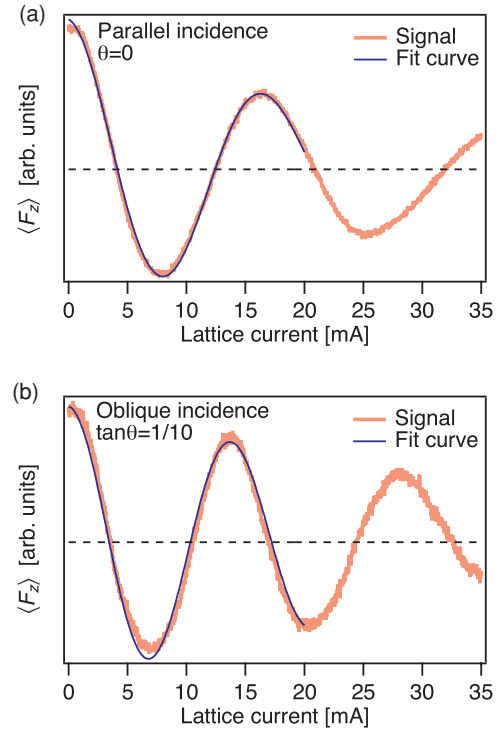 (a)
Parallel incidence
θ=0
Signal
Fit curve
⟨Fz⟩ [arb. units]
0 5 10 15 20 25 30 35
Lattice current [mA]
(b)
Oblique incidence
tanθ=1/10
Signal
Fit curve
⟨Fz⟩ [arb. units]
0 5 10 15 20 25 30 35
Lattice current [mA]